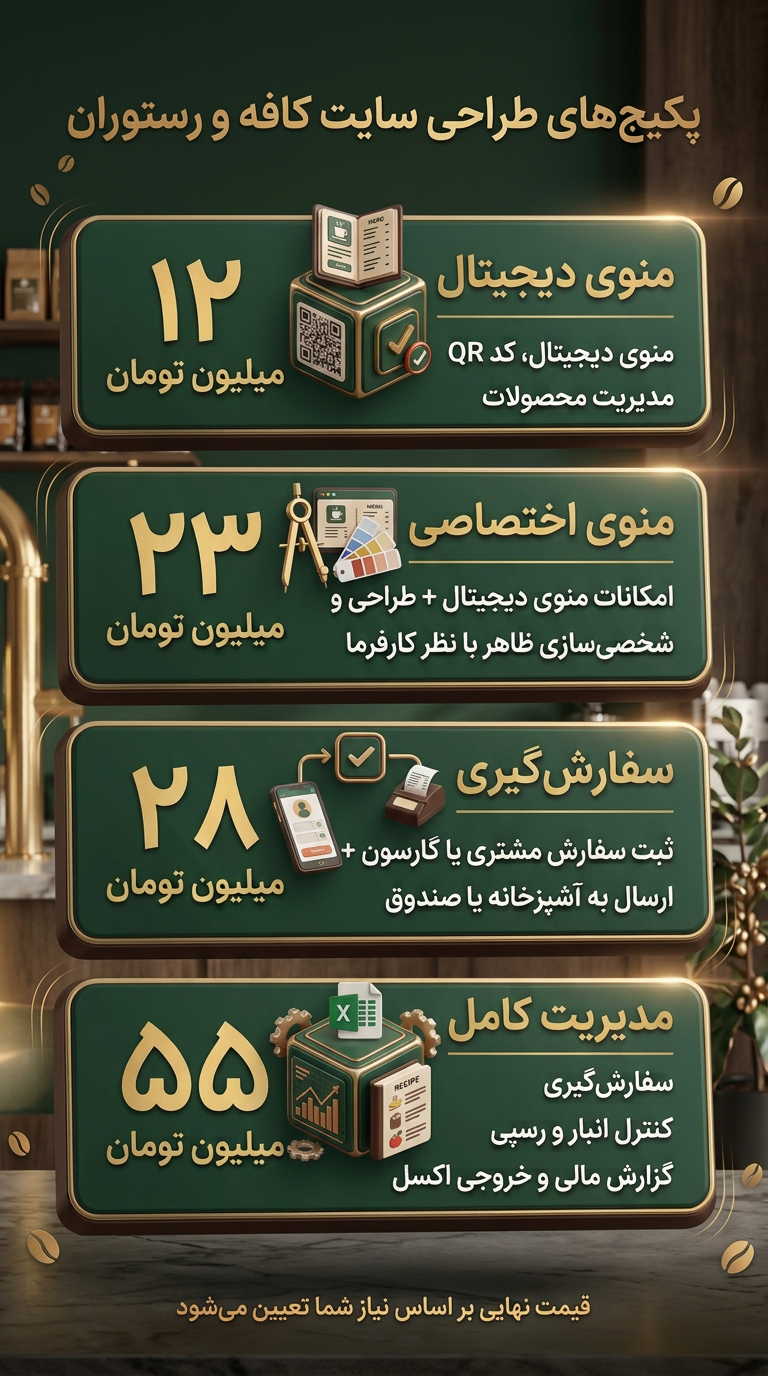 پکیج‌های طراحی سایت کافه و رستوران
منوی دیجیتال
منوی دیجیتال، کد QR
مدیریت محصولات
۱۲
میلیون تومان
MENU
منوی اختصاصی
امکانات منوی دیجیتال + طراحی و
شخصی‌سازی ظاهر با نظر کارفرما
۲۳
میلیون تومان
MENU
سفارش‌گیری
ثبت سفارش مشتری یا گارسون +
ارسال به آشپزخانه یا صندوق
۲۸
میلیون تومان
مدیریت کامل
سفارش‌گیری
کنترل انبار و رسپی
گزارش مالی و خروجی اکسل
۵۵
میلیون تومان
X
RECIPE
قیمت نهایی بر اساس نیاز شما تعیین می‌شود